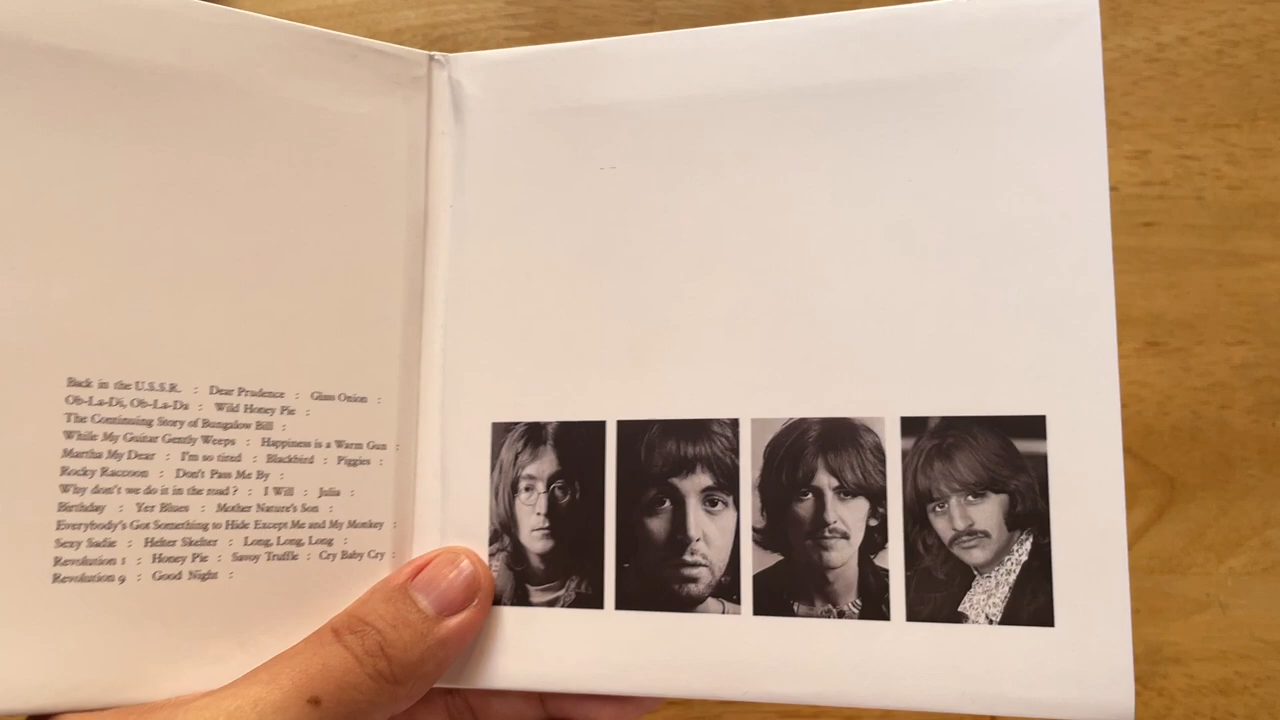 Back in the U.S.S.R. : Dear Prudence : Glass Onion :
Ob-La-Di, Ob-La-Da : Wild Honey Pie :
The Continuing Story of Bungalow Bill :
While My Guitar Gently Weeps : Happiness is a Warm Gun :
Martha My Dear : I'm so tired : Blackbird : Piggies :
Rocky Raccoon : Don't Pass Me By :
Why don't we do it in the road? : I Will : Julia :
Birthday : Yer Blues : Mother Nature's Son :
Everybody's Got Something to Hide Except Me and My Monkey :
Sexy Sadie : Helter Skelter : Long, Long, Long :
Revolution 1 : Honey Pie : Savoy Truffle : Cry Baby Cry :
Revolution 9 : Good Night :